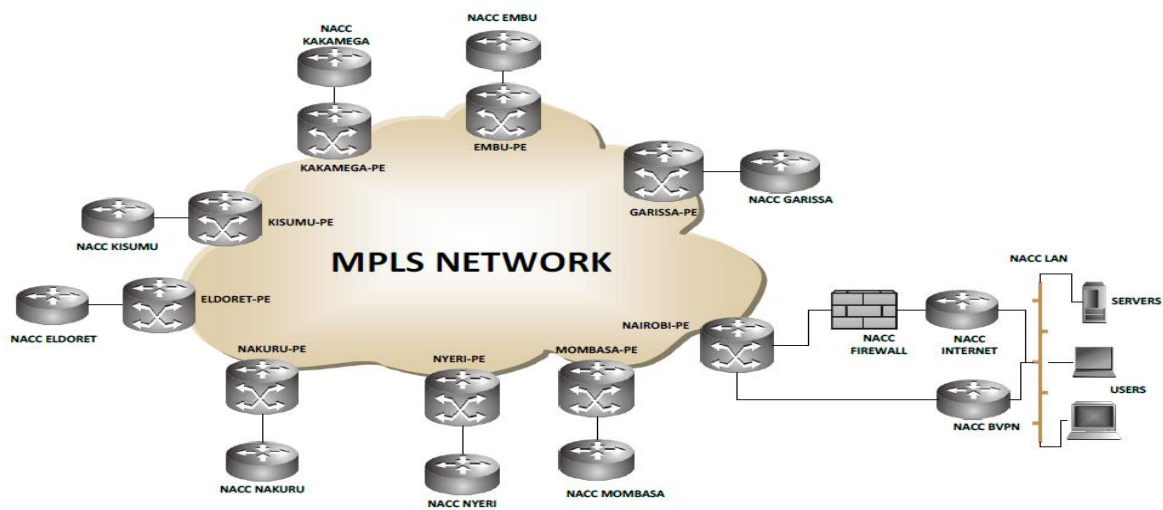 NACC
KAKAMEGA
NACC EMBU
KAKAMEGA-PE
EMBU-PE
GARISSA-PE
NACC GARISSA
KISUMU-PE
NACC KISUMU
MPLS NETWORK
NACC LAN
ELDORET-PE
SERVERS
NACC ELDORET
NAIROBI-PE
NACC
FIREWALL
NACC
INTERNET
NAKURU-PE
NYERI-PE
MOMBASA-PE
USERS
NACC BVPN
NACC NAKURU
NACC NYERI
NACC MOMBASA